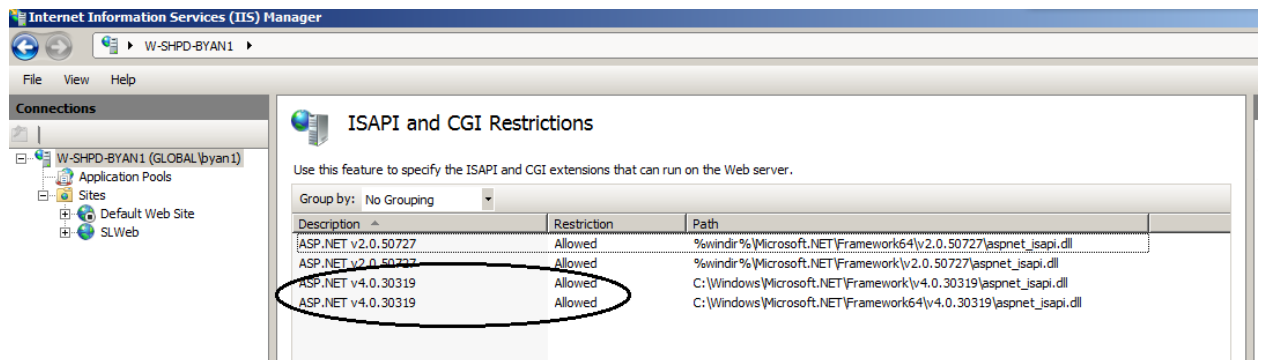 Internet Information Services (IIS) Manager
W-SHPD-BYAN1
File View Help
Connections
W-SHPD-BYAN1 (GLOBAL\byan1)
Application Pools
Sites
Default Web Site
SLWeb
ISAPI and CGI Restrictions
Use this feature to specify the ISAPI and CGI extensions that can run on the Web server.
Group by: No Grouping
Description Restriction Path
ASP.NET v2.0.50727 Allowed %windir%\Microsoft.NET\Framework64\v2.0.50727\aspnet_isapi.dll
ASP.NET v2.0.50727 Allowed %windir%\Microsoft.NET\Framework\v2.0.50727\aspnet_isapi.dll
ASP.NET v4.0.30319 Allowed C:\Windows\Microsoft.NET\Framework\v4.0.30319\aspnet_isapi.dll
ASP.NET v4.0.30319 Allowed C:\Windows\Microsoft.NET\Framework64\v4.0.30319\aspnet_isapi.dll